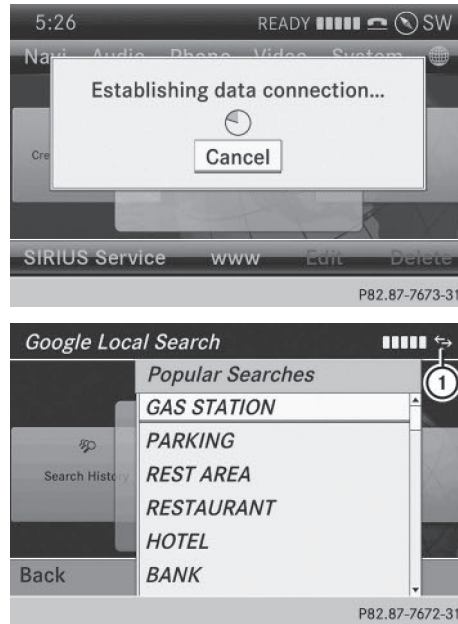 5:26 READY SW
Navi Audio Phone Video System
Establishing data connection...
Cre
Cancel
SIRIUS Service www Edit Delete
P82.87-7673-31
Google Local Search
1
Popular Searches
GAS STATION
PARKING
Search Histo
REST AREA
RESTAURANT
HOTEL
Back
BANK
P82.87-7672-31